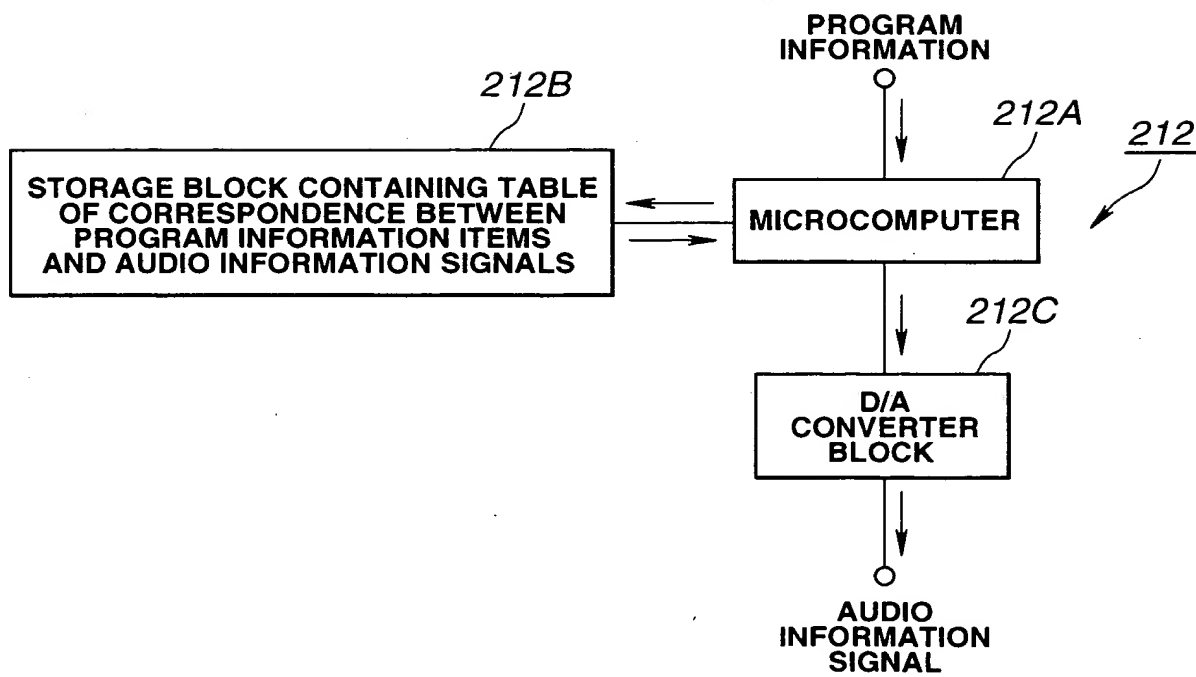 PROGRAM
INFORMATION
212B
212A
212
STORAGE BLOCK CONTAINING TABLE
OF CORRESPONDENCE BETWEEN
PROGRAM INFORMATION ITEMS
AND AUDIO INFORMATION SIGNALS
MICROCOMPUTER
212C
D/A
CONVERTER
BLOCK
AUDIO
INFORMATION
SIGNAL